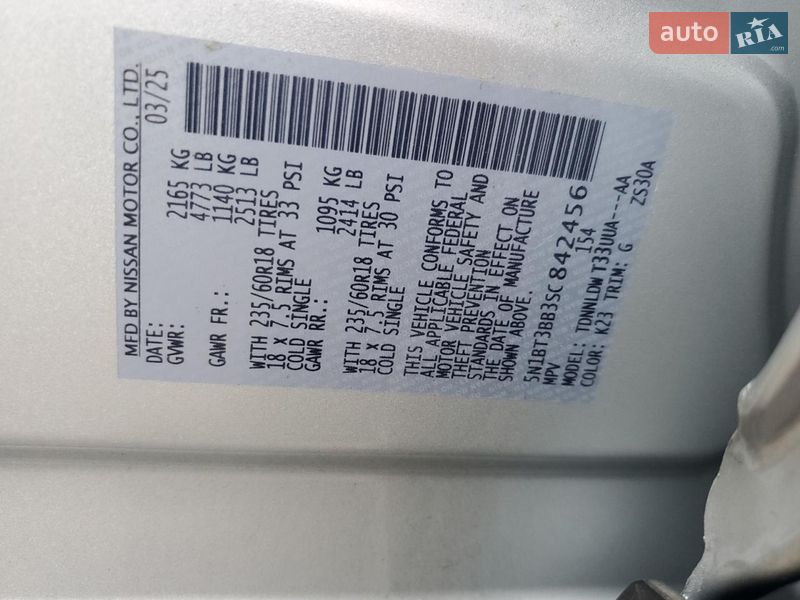 MFD BY NISSAN MOTOR CO., LTD.
DATE: 03/25
GVWR: 2165 KG
4773 LB
GAWR FR.: 1140 KG
2513 LB
WITH 235/60R18 TIRES
18 X 7.5 RIMS AT 33 PSI
COLD SINGLE
GAWR RR.: 1095 KG
2414 LB
WITH 235/60R18 TIRES
18 X 7.5 RIMS AT 30 PSI
COLD SINGLE
THIS VEHICLE CONFORMS TO
ALL APPLICABLE FEDERAL
MOTOR VEHICLE SAFETY AND
THEFT PREVENTION
STANDARDS IN EFFECT ON
THE DATE OF MANUFACTURE
SHOWN ABOVE.
5N1BT3BB3SC842456
MPV 154
MODEL: TDNNLDWT33UUA---AA
COLOR: K23 TRIM: G ZS30A
auto RIA
.com